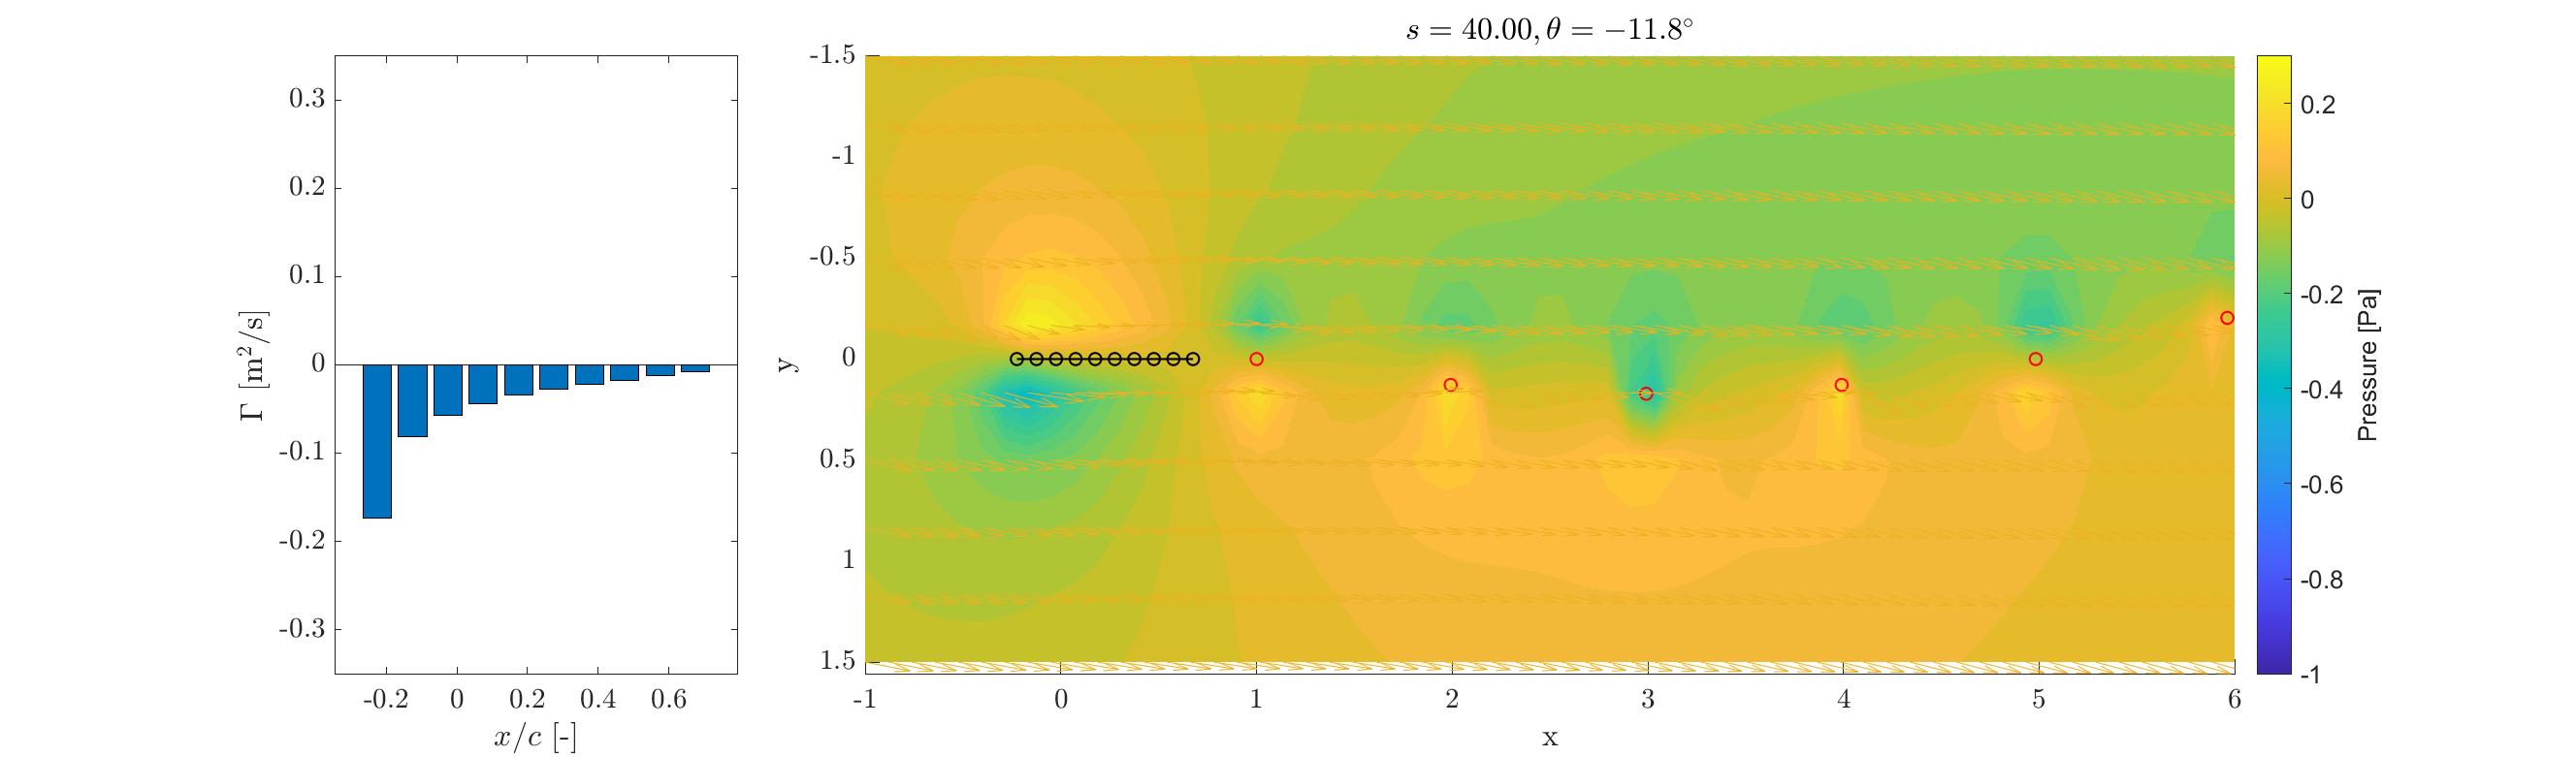 s = 40.00, θ = −11.8°
0.3
0.2
0.1
0
-0.1
-0.2
-0.3
Γ [m²/s]
-0.2 0 0.2 0.4 0.6
x/c [-]
-1.5
-1
-0.5
0
0.5
1
1.5
y
-1 0 1 2 3 4 5 6
x
0.2
0
-0.2
-0.4
-0.6
-0.8
-1
Pressure [Pa]